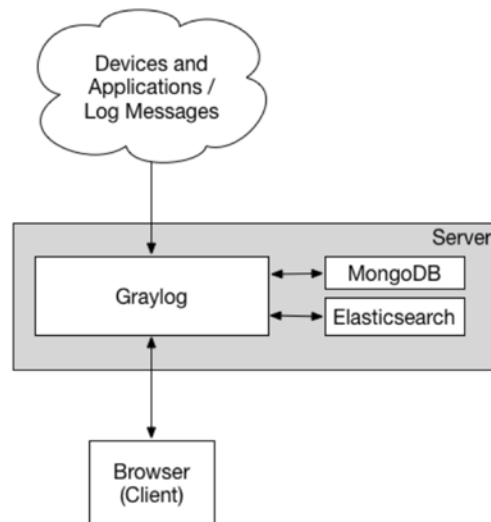 Devices and
Applications /
Log Messages
Server
Graylog
MongoDB
Elasticsearch
Browser
(Client)